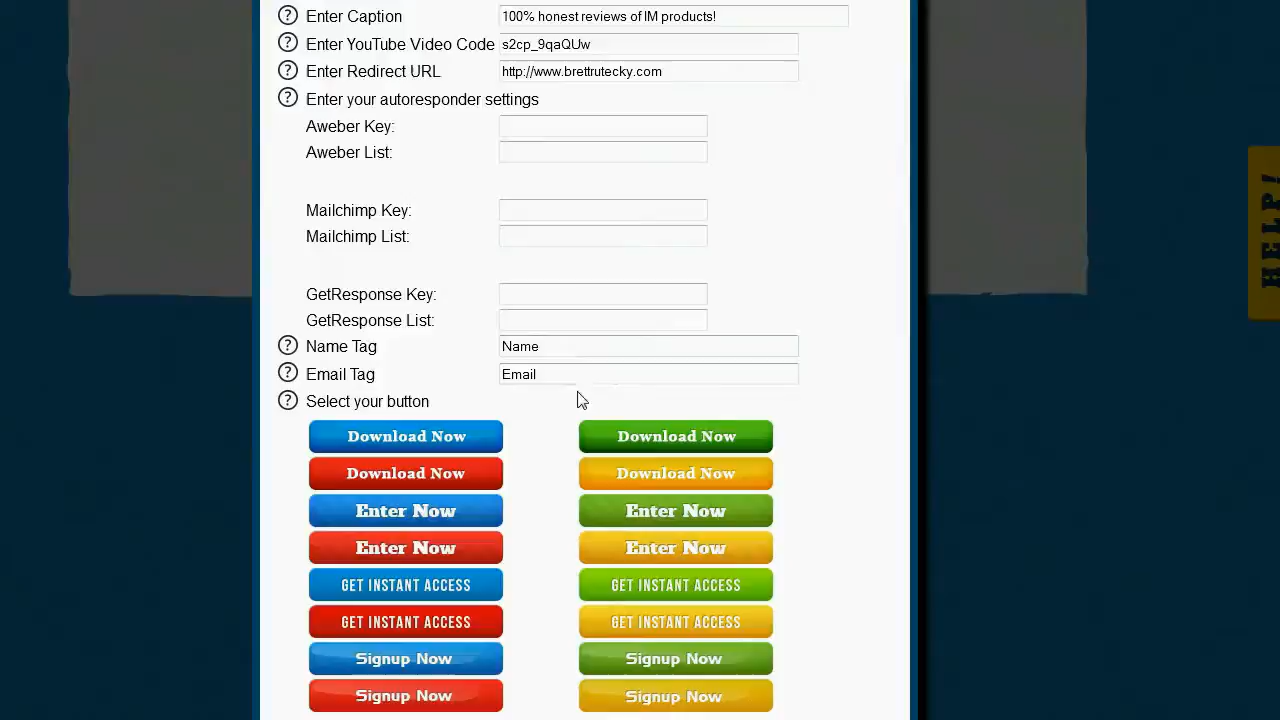 Enter Caption 100% honest reviews of IM products!
Enter YouTube Video Code s2cp_9qaQUw
Enter Redirect URL http://www.brettrutecky.com
Enter your autoresponder settings
Aweber Key:
Aweber List:
Mailchimp Key:
Mailchimp List:
GetResponse Key:
GetResponse List:
Name Tag Name
Email Tag Email
Select your button
Download Now Download Now
Download Now Download Now
Enter Now Enter Now
Enter Now Enter Now
GET INSTANT ACCESS GET INSTANT ACCESS
GET INSTANT ACCESS GET INSTANT ACCESS
Signup Now Signup Now
Signup Now Signup Now
HELP!